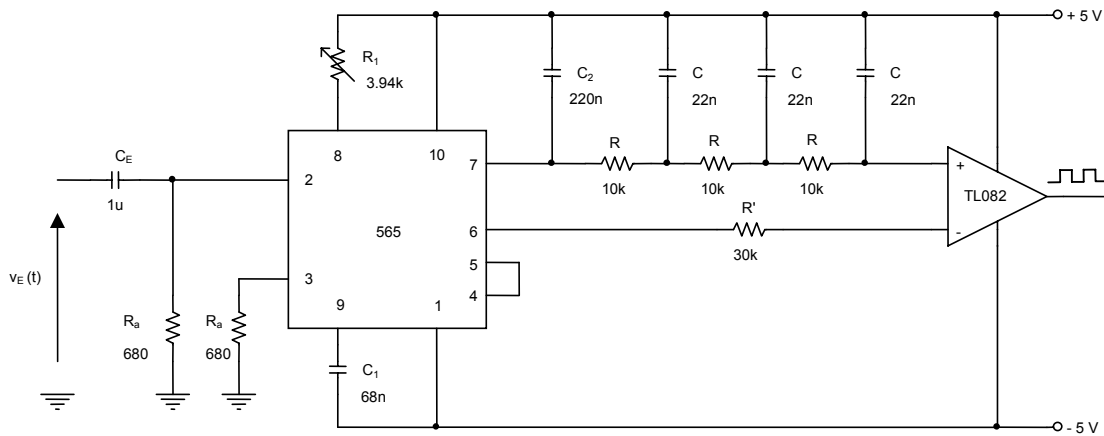 + 5 V
R1
3.94k
C2
220n
C
22n
C
22n
C
22n
8
10
7
R
10k
R
10k
R
10k
+
-
TL082
CE
1u
2
565
6
R'
30k
vE (t)
3
5
4
9
1
Ra
680
Ra
680
C1
68n
- 5 V